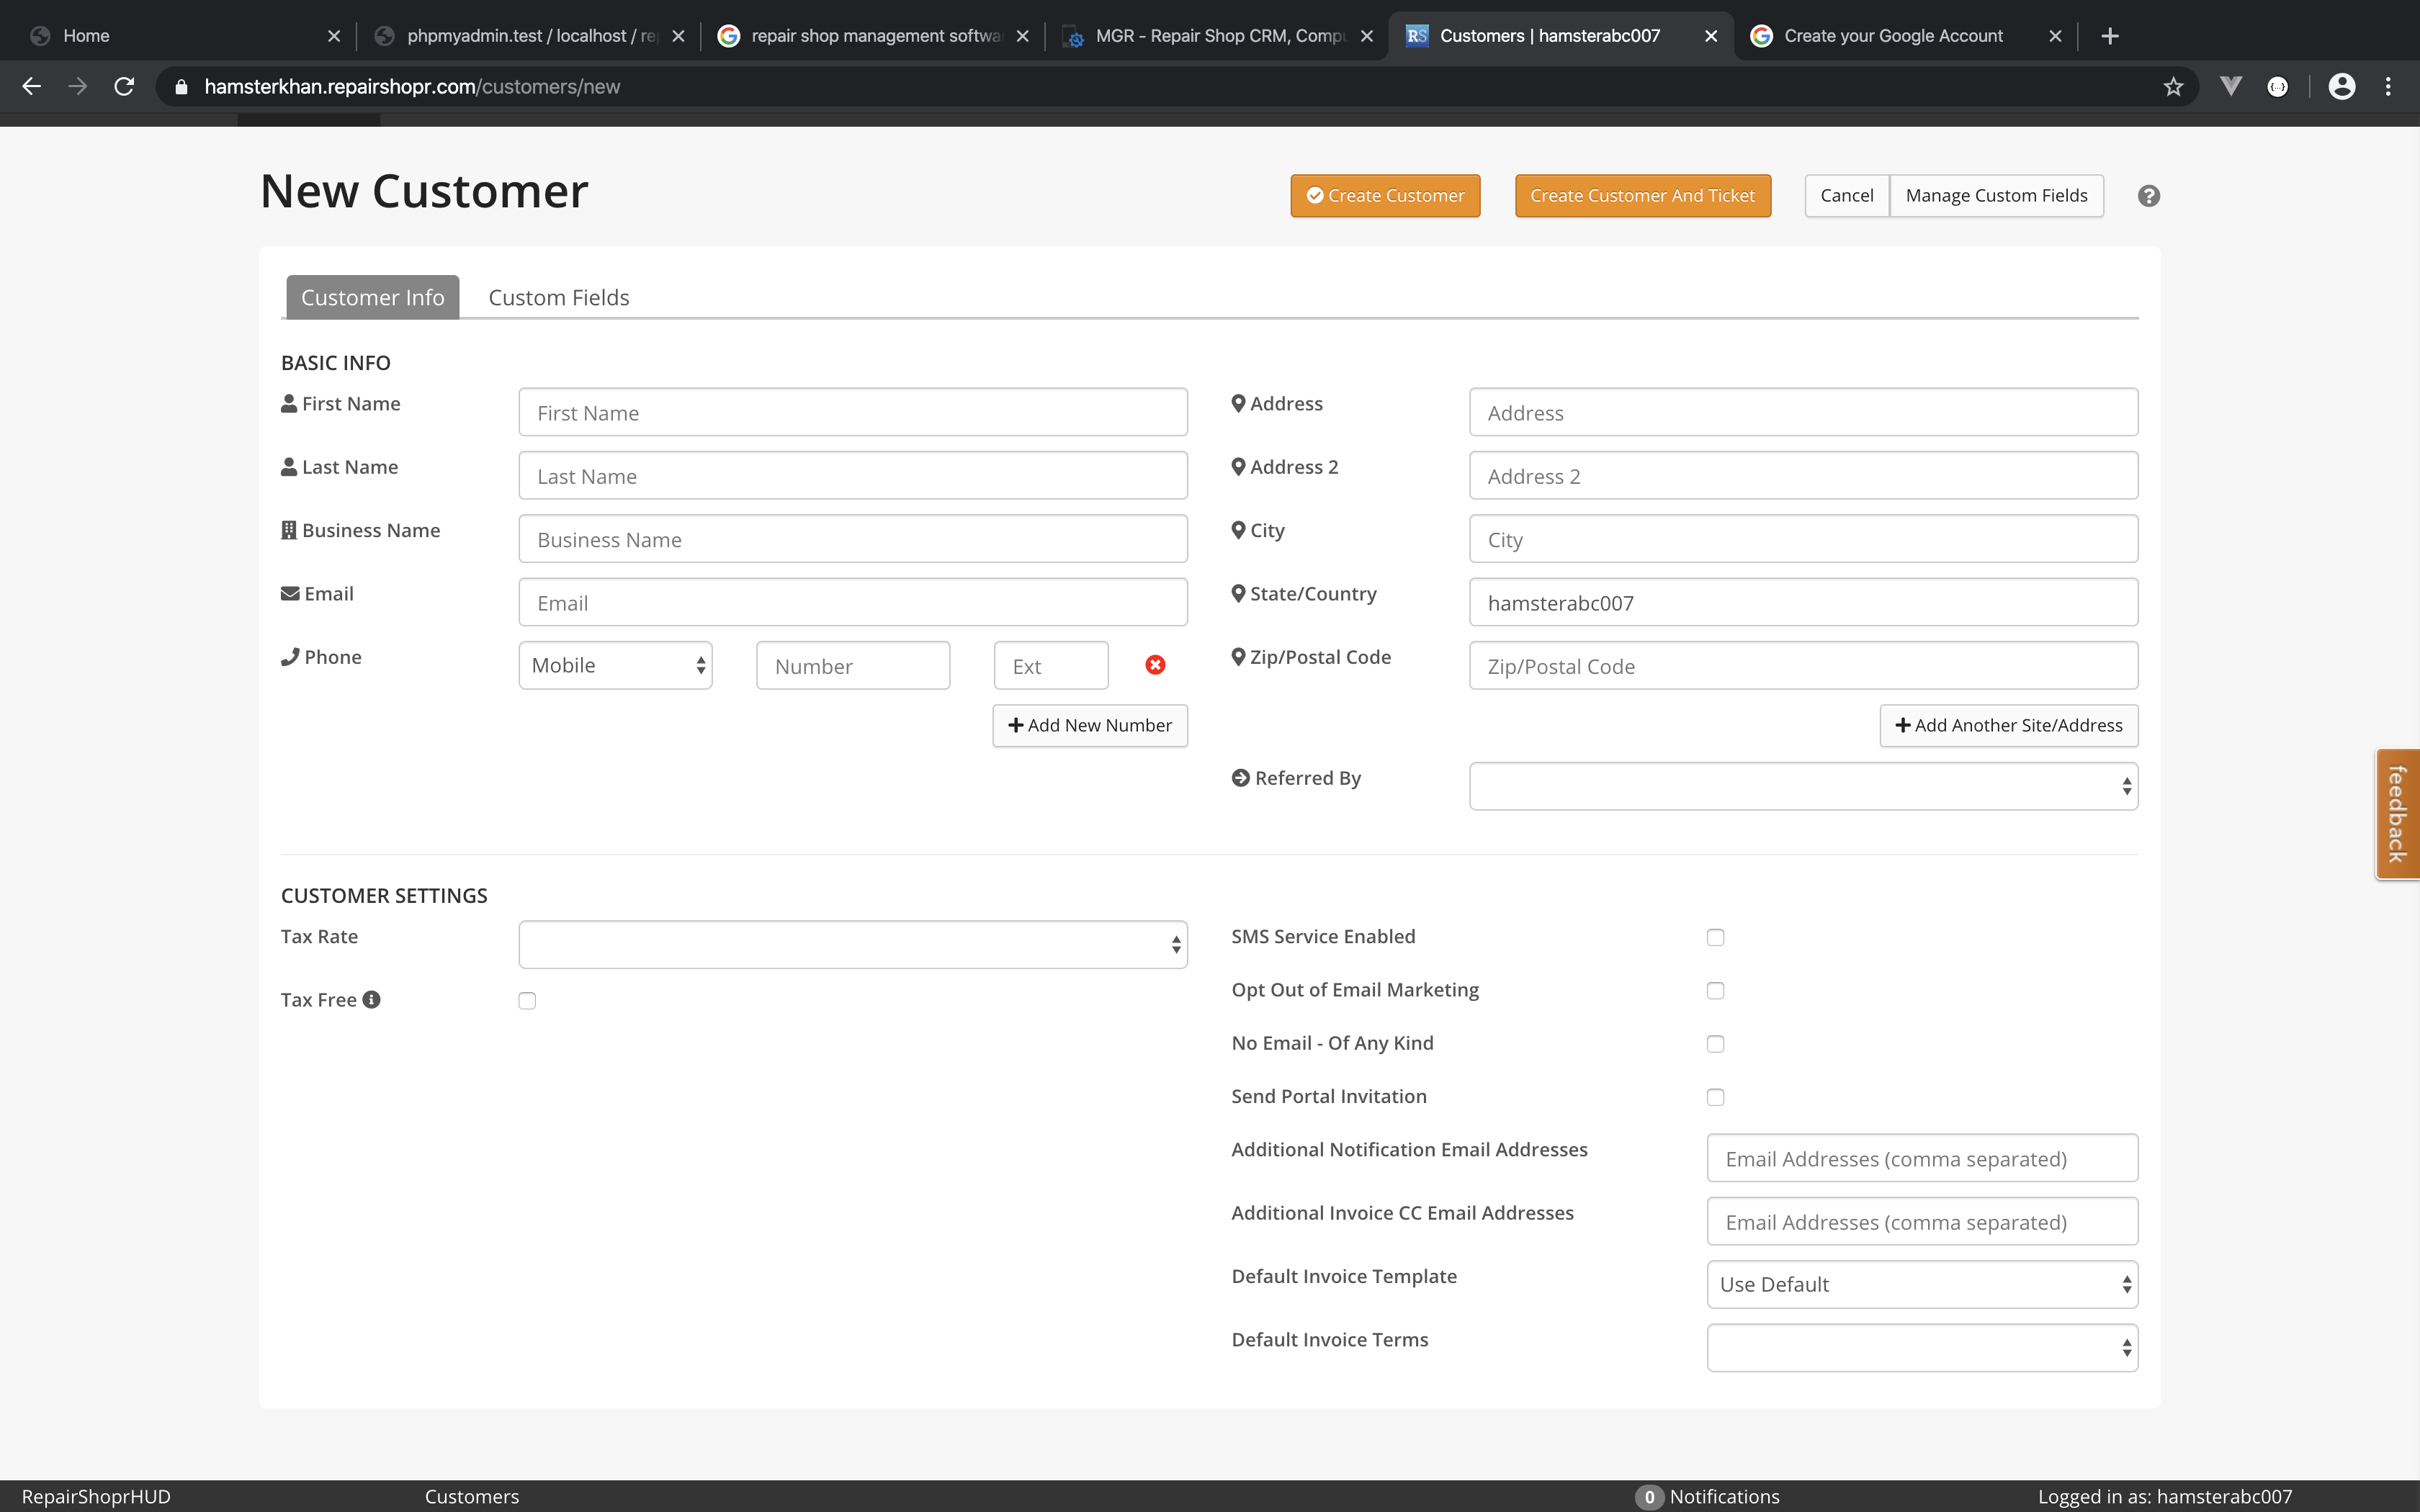 Home
phpmyadmin.test / localhost / re
repair shop management softwa
MGR - Repair Shop CRM, Compu
RS Customers | hamsterabc007
Create your Google Account
hamsterkhan.repairshopr.com/customers/new
New Customer
Create Customer
Create Customer And Ticket
Cancel
Manage Custom Fields
Customer Info
Custom Fields
BASIC INFO
First Name
First Name
Last Name
Last Name
Business Name
Business Name
Email
Email
Phone
Mobile
Number
Ext
Add New Number
Address
Address
Address 2
Address 2
City
City
State/Country
hamsterabc007
Zip/Postal Code
Zip/Postal Code
Add Another Site/Address
Referred By
feedback
CUSTOMER SETTINGS
Tax Rate
Tax Free
SMS Service Enabled
Opt Out of Email Marketing
No Email - Of Any Kind
Send Portal Invitation
Additional Notification Email Addresses
Email Addresses (comma separated)
Additional Invoice CC Email Addresses
Email Addresses (comma separated)
Default Invoice Template
Use Default
Default Invoice Terms
RepairShoprHUD
Customers
0 Notifications
Logged in as: hamsterabc007